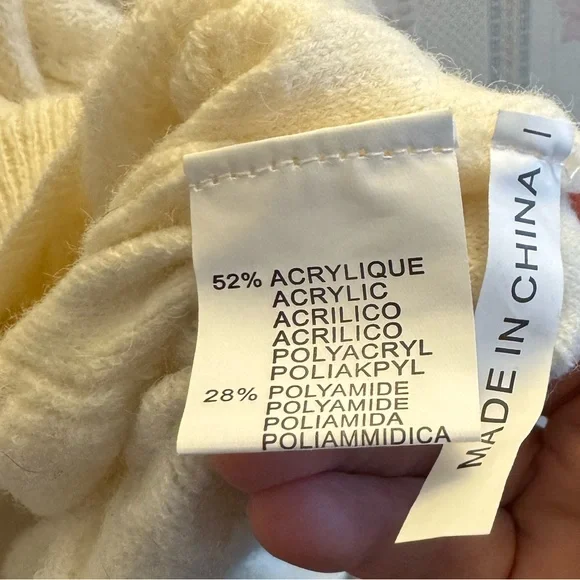 52% ACRYLIQUE
ACRYLIC
ACRILICO
ACRILICO
POLYACRYL
POLIAKPYL
28% POLYAMIDE
POLYAMIDE
POLIAMIDA
POLIAMMIDICA
MADE IN CHINA